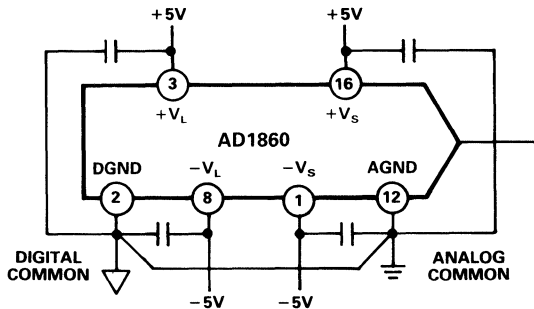 +5V +5V
3 16
+VL +VS
AD1860
DGND −VL −VS AGND
2 8 1 12
DIGITAL
COMMON
ANALOG
COMMON
−5V −5V